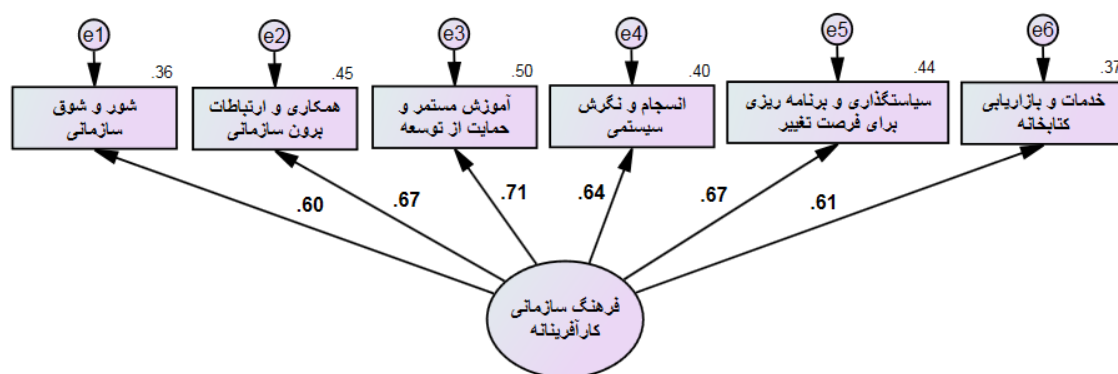 e1
e2
e3
e4
e5
e6
.36
.45
.50
.40
.44
.37
شور و شوق
سازمانی
همکاری و ارتباطات
برون سازمانی
آموزش مستمر و
حمایت از توسعه
انسجام و نگرش
سیستمی
سیاستگذاری و برنامه ریزی
برای فرصت تغییر
خدمات و بازاریابی
کتابخانه
.60
.67
.71
.64
.67
.61
فرهنگ سازمانی
کارآفرینانه